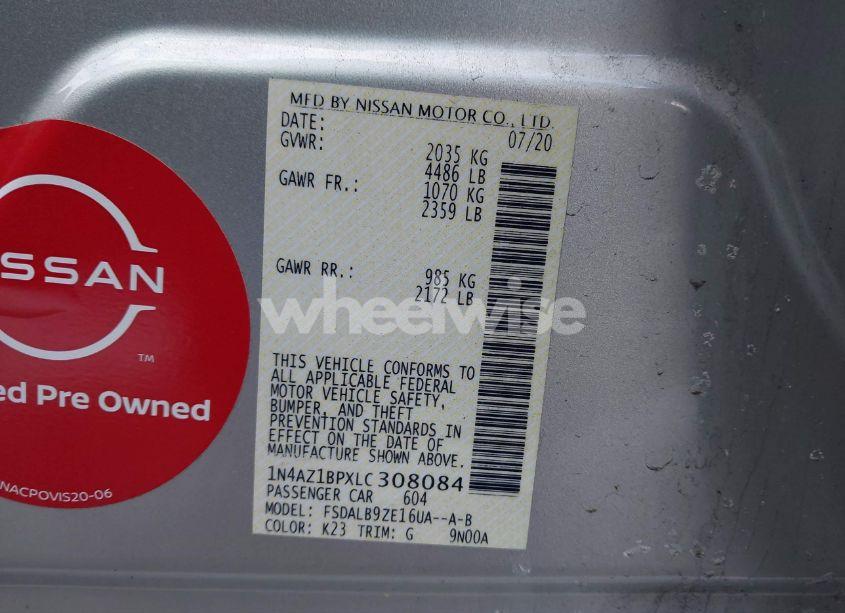 MFD BY NISSAN MOTOR CO., LTD.
DATE: 07/20
GVWR: 2035 KG
4486 LB
GAWR FR.: 1070 KG
2359 LB
GAWR RR.: 985 KG
2172 LB
wheelwise
THIS VEHICLE CONFORMS TO
ALL APPLICABLE FEDERAL
MOTOR VEHICLE SAFETY,
BUMPER, AND THEFT
PREVENTION STANDARDS IN
EFFECT ON THE DATE OF
MANUFACTURE SHOWN ABOVE.
1N4AZ1BPXLC308084
PASSENGER CAR 604
MODEL: FSDALB9ZE16UA--A-B
COLOR: K23 TRIM: G 9N00A
ISSAN
TM
ed Pre Owned
NACPOVIS20-06